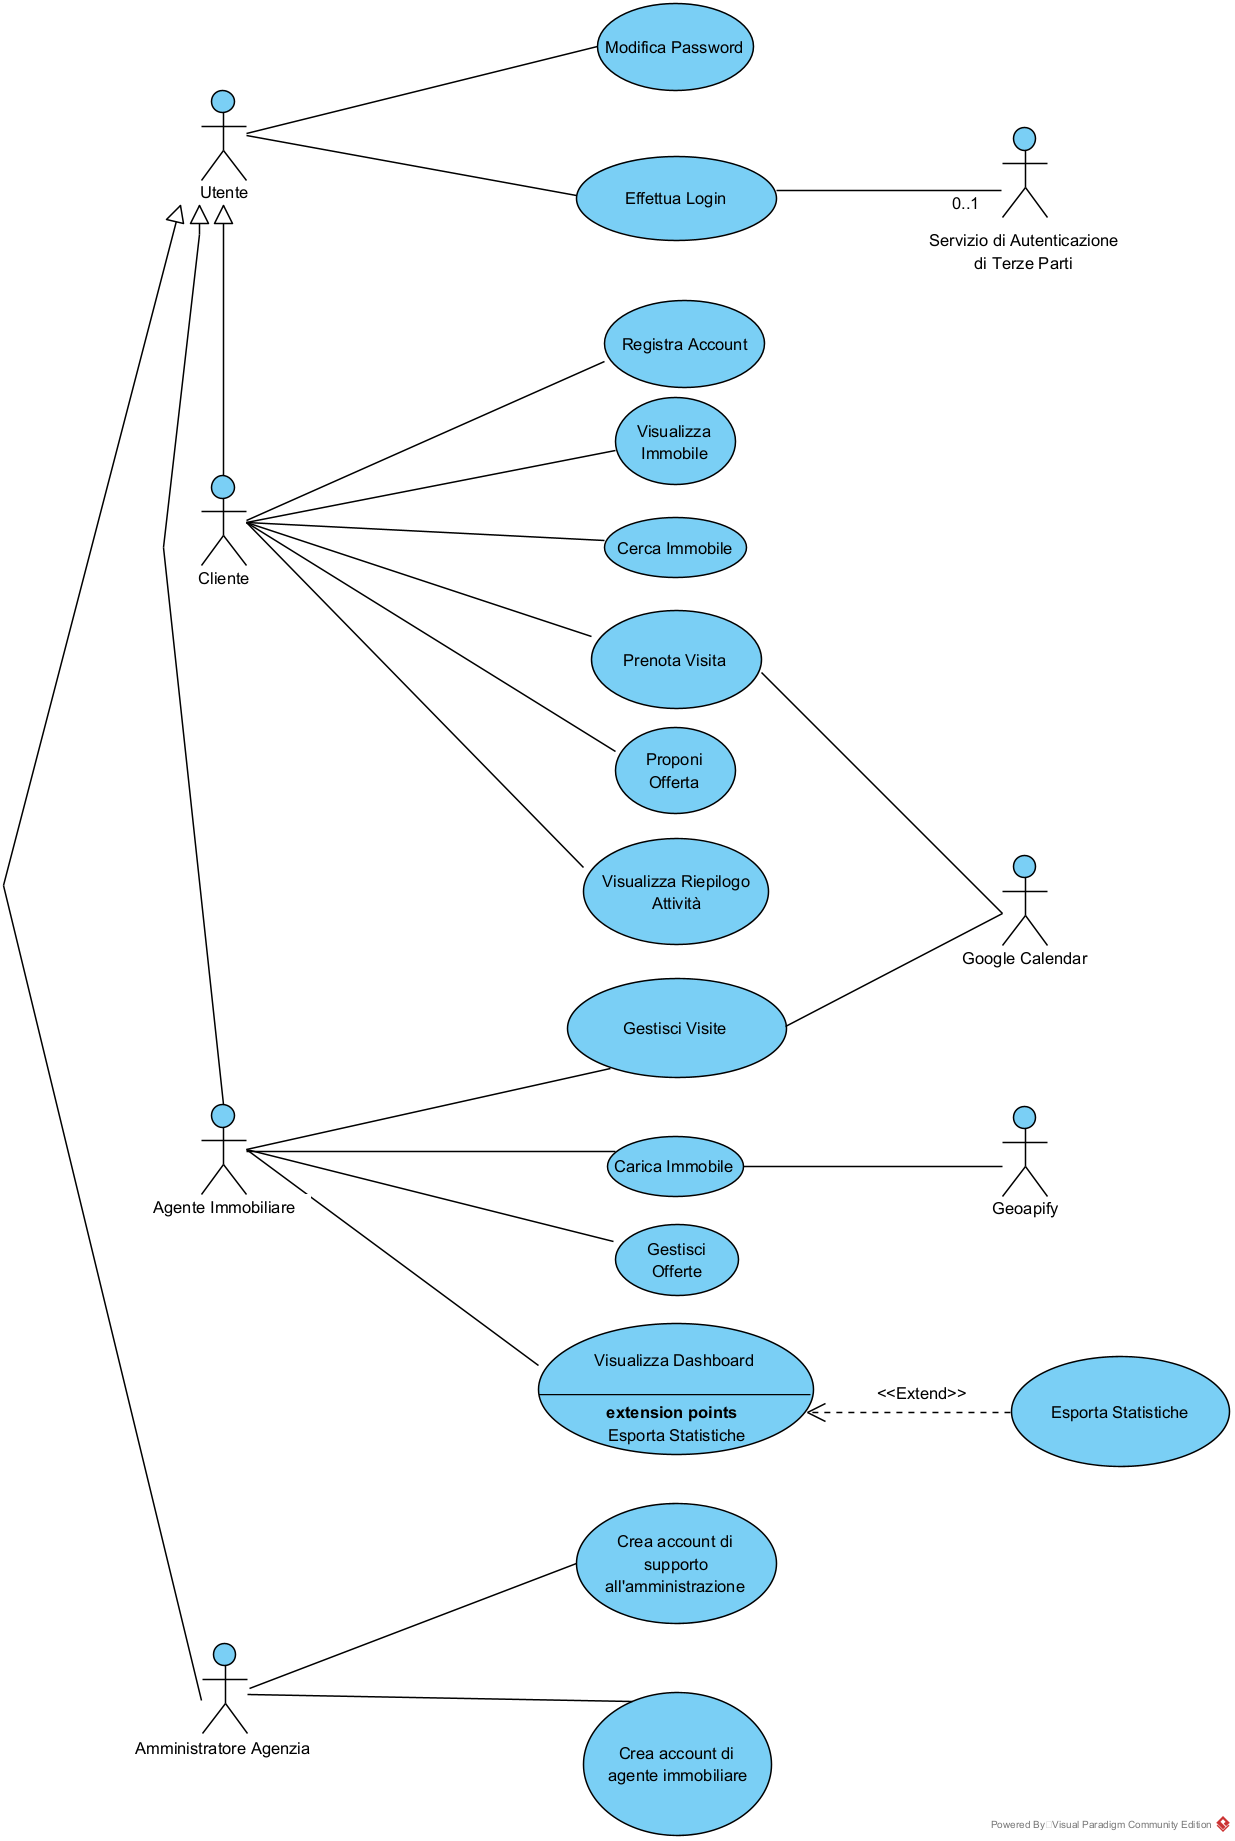 Modifica Password
Utente
Effettua Login
0..1
Servizio di Autenticazione
di Terze Parti
Registra Account
Visualizza
Immobile
Cerca Immobile
Cliente
Prenota Visita
Proponi
Offerta
Visualizza Riepilogo
Attività
Google Calendar
Gestisci Visite
Agente Immobiliare
Carica Immobile
Geoapify
Gestisci
Offerte
Visualizza Dashboard
extension points
Esporta Statistiche
<<Extend>>
Esporta Statistiche
Crea account di
supporto
all'amministrazione
Amministratore Agenzia
Crea account di
agente immobiliare
Powered By Visual Paradigm Community Edition